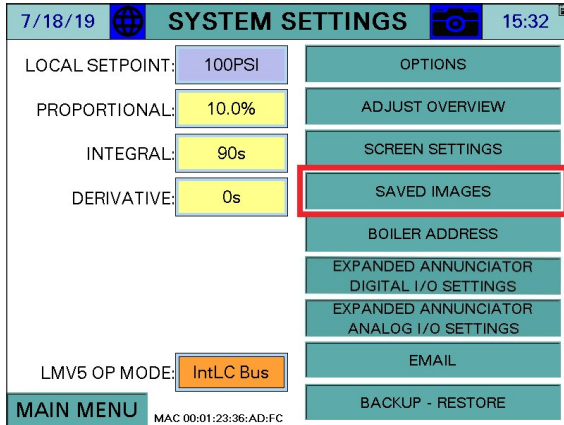 7/18/19 SYSTEM SETTINGS 15:32
LOCAL SETPOINT: 100PSI
PROPORTIONAL: 10.0%
INTEGRAL: 90s
DERIVATIVE: 0s
LMV5 OP MODE: IntLC Bus
MAIN MENU MAC 00:01:23:36:AD:FC
OPTIONS
ADJUST OVERVIEW
SCREEN SETTINGS
SAVED IMAGES
BOILER ADDRESS
EXPANDED ANNUNCIATOR
DIGITAL I/O SETTINGS
EXPANDED ANNUNCIATOR
ANALOG I/O SETTINGS
EMAIL
BACKUP - RESTORE